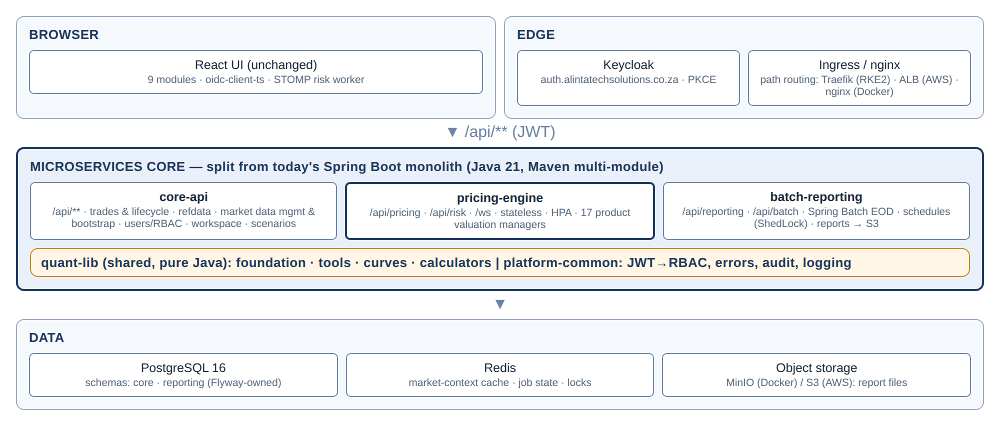 BROWSER
React UI (unchanged)
9 modules · oidc-client-ts · STOMP risk worker
EDGE
Keycloak
auth.alintatechsolutions.co.za · PKCE
Ingress / nginx
path routing: Traefik (RKE2) · ALB (AWS) ·
nginx (Docker)
▼ /api/** (JWT)
MICROSERVICES CORE — split from today's Spring Boot monolith (Java 21, Maven multi-module)
core-api
/api/** · trades & lifecycle · refdata · market data mgmt &
bootstrap · users/RBAC · workspace · scenarios
pricing-engine
/api/pricing · /api/risk · /ws · stateless · HPA · 17 product
valuation managers
batch-reporting
/api/reporting · /api/batch · Spring Batch EOD · schedules
(ShedLock) · reports → S3
quant-lib (shared, pure Java): foundation · tools · curves · calculators | platform-common: JWT→RBAC, errors, audit, logging
▼
DATA
PostgreSQL 16
schemas: core · reporting (Flyway-owned)
Redis
market-context cache · job state · locks
Object storage
MinIO (Docker) / S3 (AWS): report files